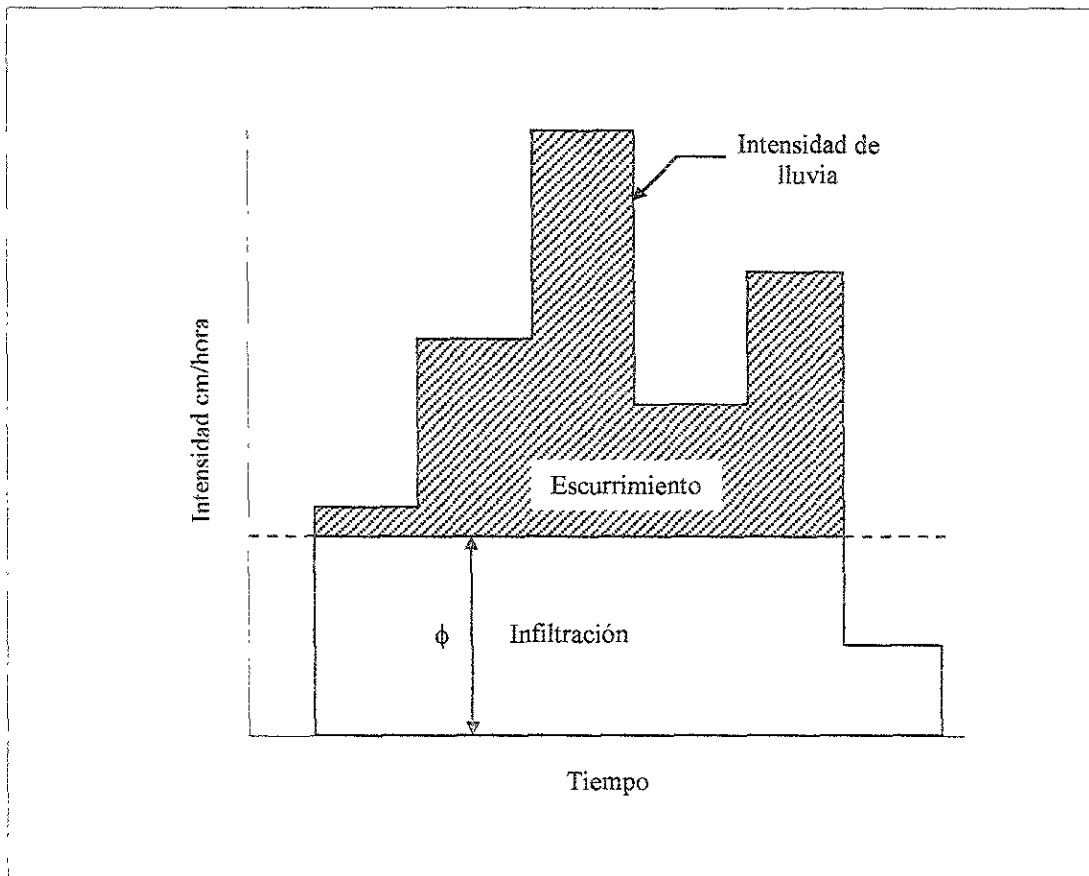 Intensidad de
lluvia
Intensidad cm/hora
Escurrimiento
ϕ
Infiltración
Tiempo